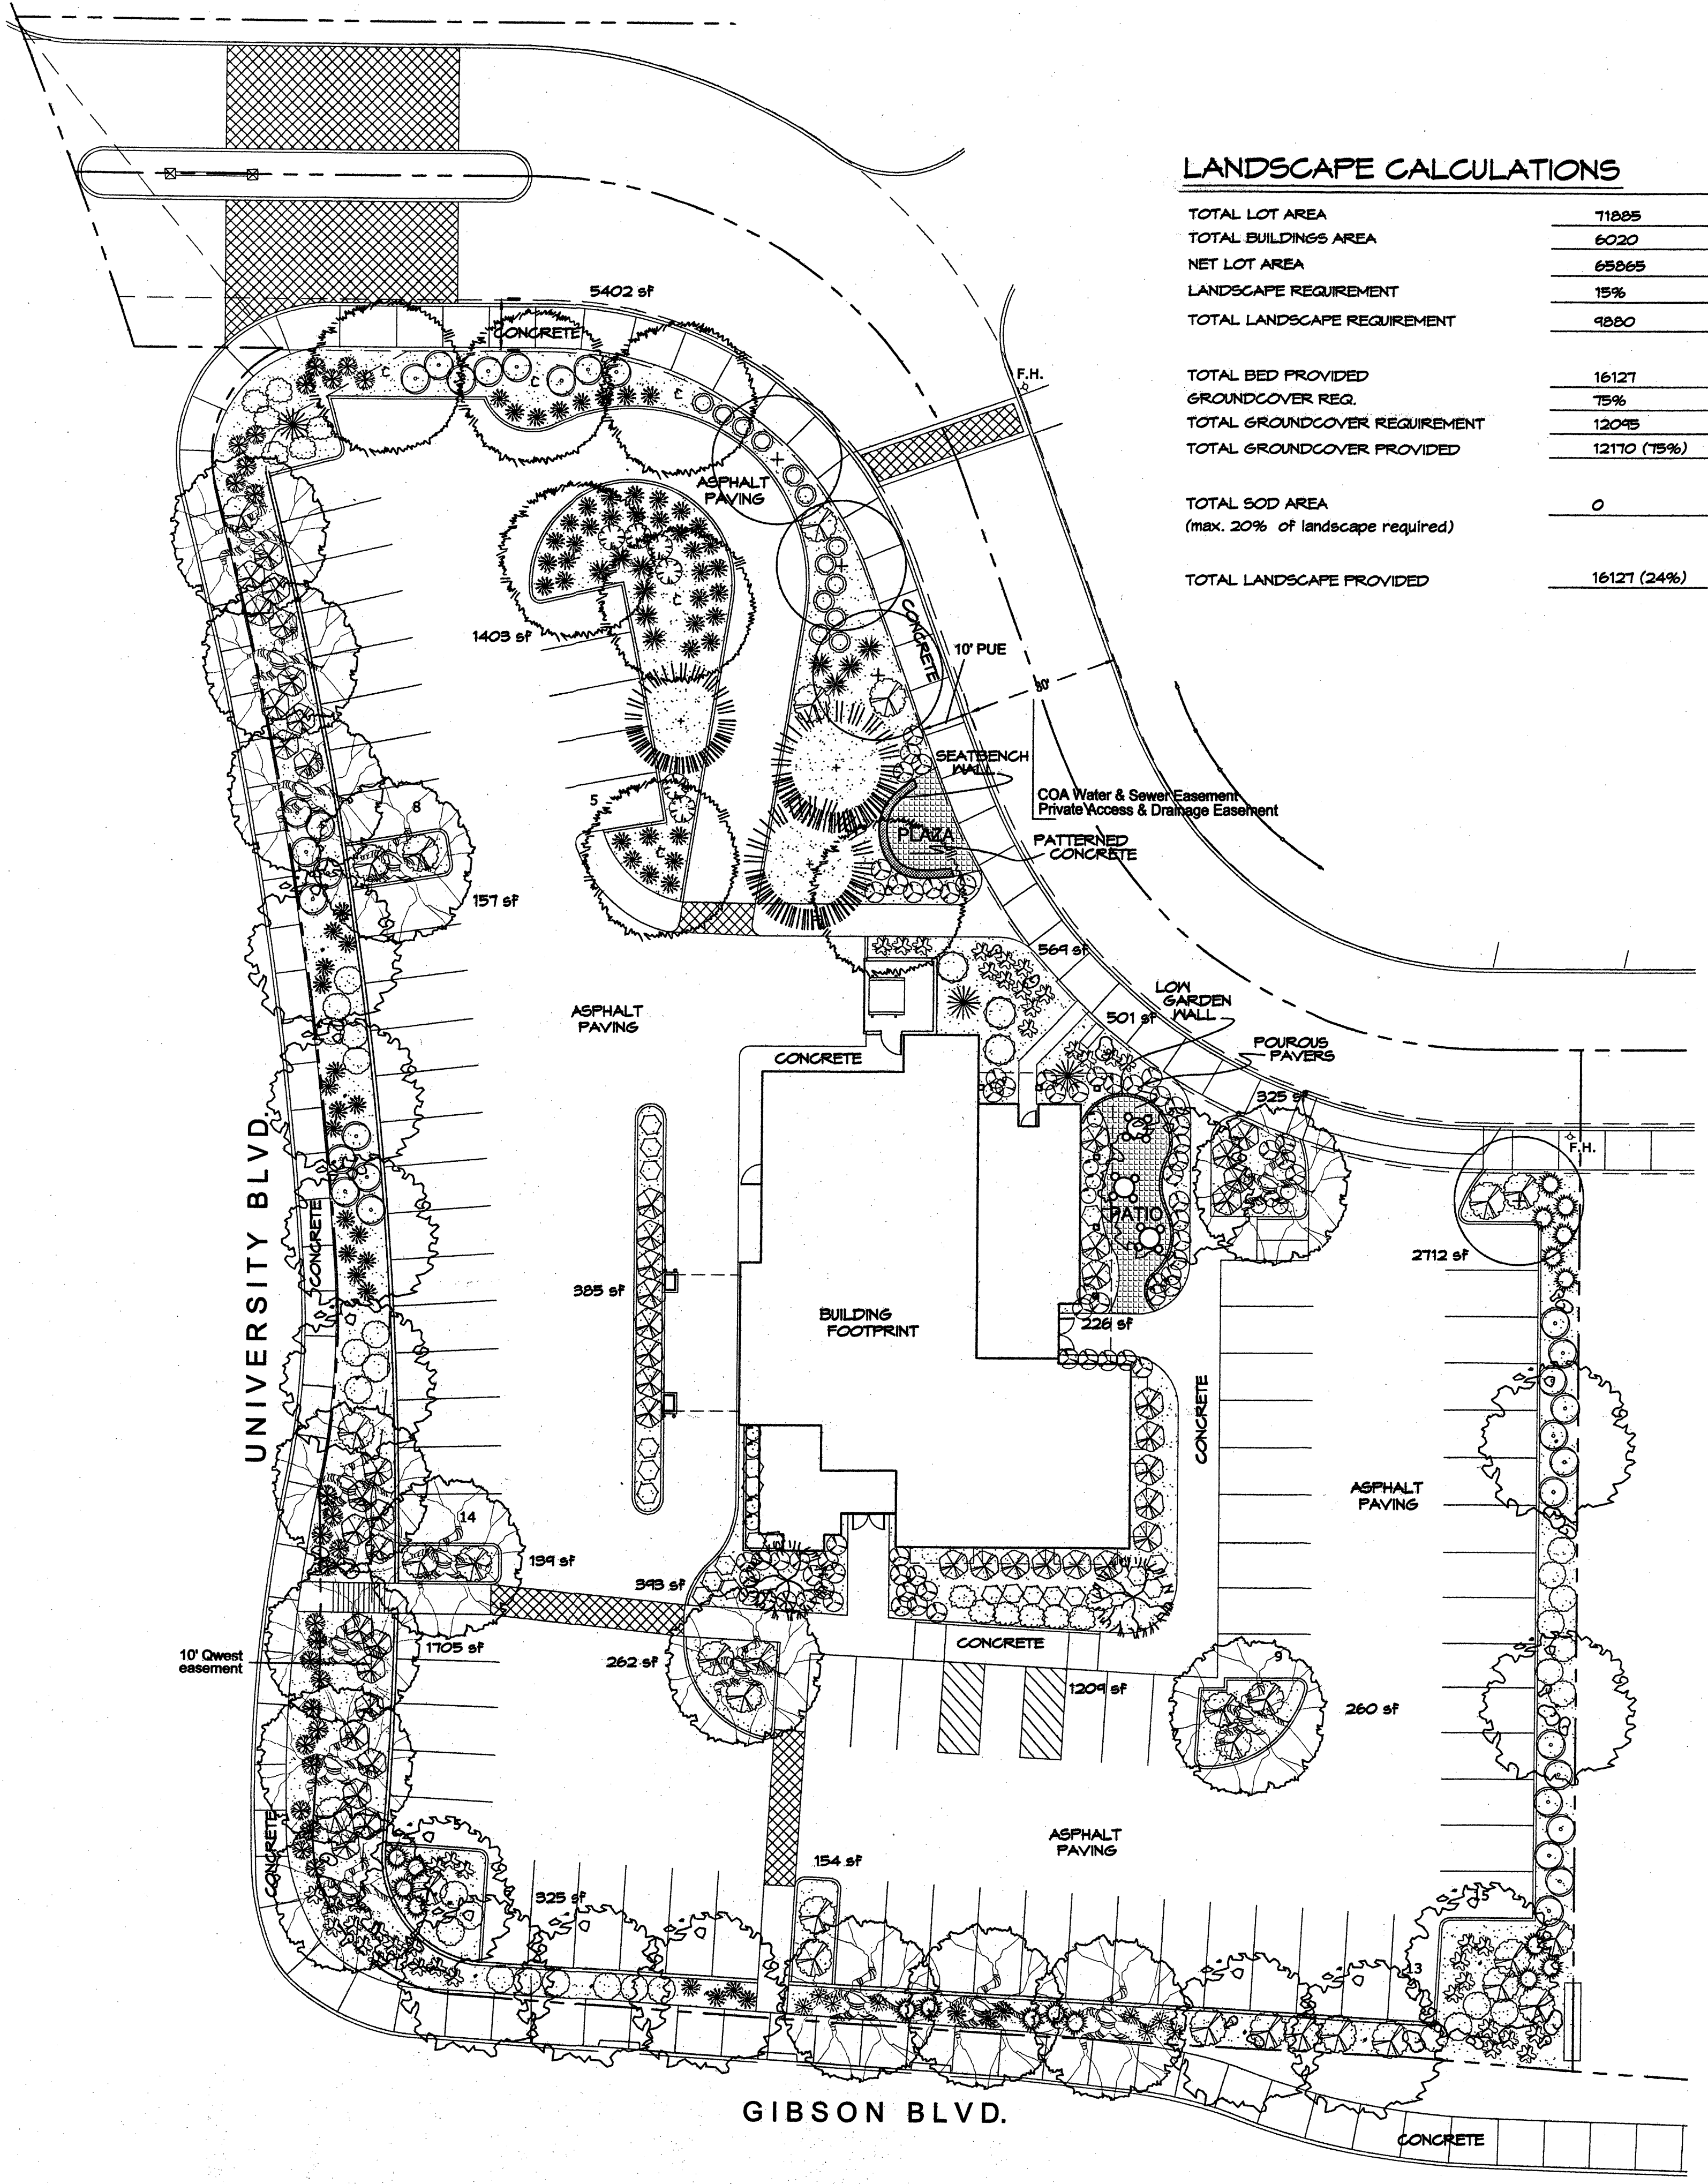 LANDSCAPE CALCULATIONS
TOTAL LOT AREA 71885
TOTAL BUILDINGS AREA 6020
NET LOT AREA 65865
LANDSCAPE REQUIREMENT 15%
TOTAL LANDSCAPE REQUIREMENT 9880
TOTAL BED PROVIDED 16127
GROUNDCOVER REQ. 75%
TOTAL GROUNDCOVER REQUIREMENT 12095
TOTAL GROUNDCOVER PROVIDED 12170 (75%)
TOTAL SOD AREA 0
(max. 20% of landscape required)
TOTAL LANDSCAPE PROVIDED 16127 (24%)
5402 sf
CONCRETE
C
C
C
F.H.
ASPHALT
PAVING
C
1403 sf
CONCRETE
10' PUE
80'
SEATBENCH
WALL
COA Water & Sewer Easement
Private Access & Drainage Easement
5
8
PLAZA
PATTERNED
CONCRETE
C
157 sf
569 sf
LOW
GARDEN
WALL
501 sf
ASPHALT
PAVING
CONCRETE
POUROUS
PAVERS
325 sf
F.H.
UNIVERSITY BLVD.
CONCRETE
PATIO
2712 sf
385 sf
BUILDING
FOOTPRINT
226 sf
CONCRETE
ASPHALT
PAVING
14
139 sf
393 sf
1705 sf
10' Qwest
easement
262 sf
CONCRETE
9
1209 sf
260 sf
CONCRETE
5
ASPHALT
PAVING
154 sf
325 sf
15
13
GIBSON BLVD.
CONCRETE